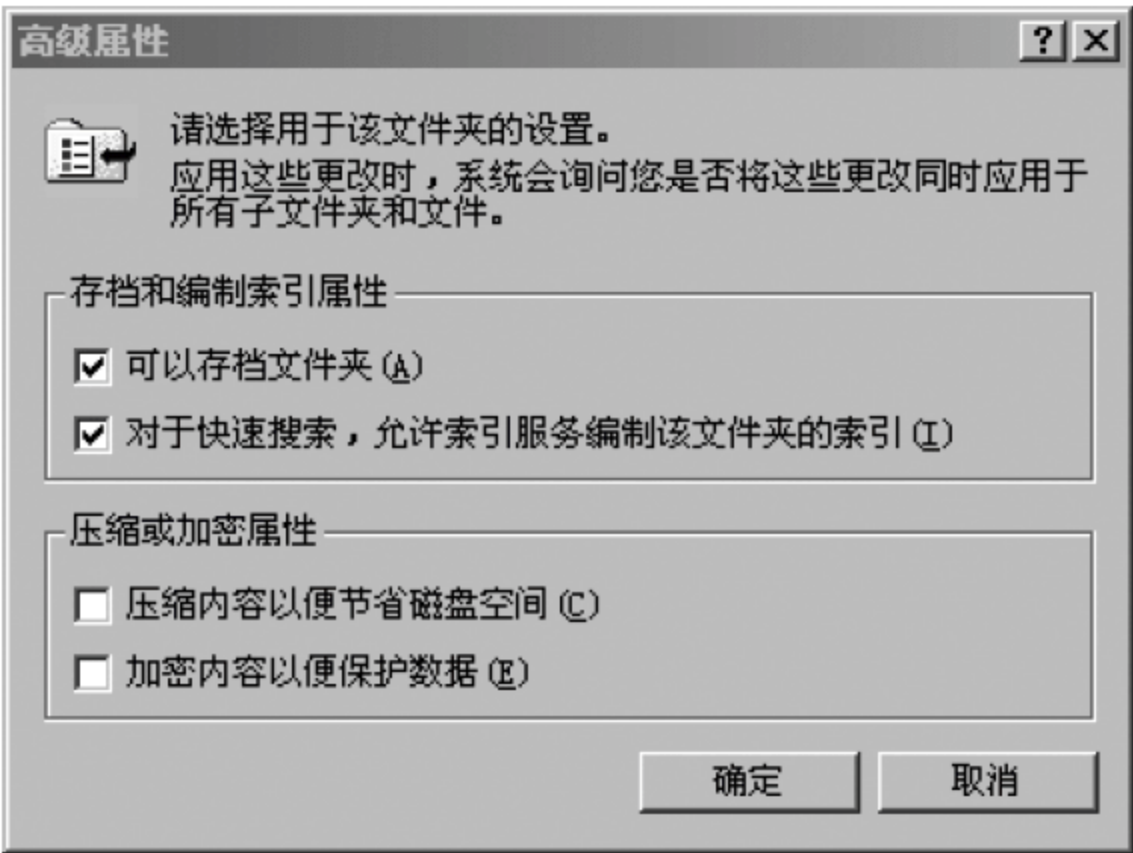 高级属性
请选择用于该文件夹的设置。
应用这些更改时，系统会询问您是否将这些更改同时应用于
所有子文件夹和文件。
存档和编制索引属性
可以存档文件夹(A)
对于快速搜索，允许索引服务编制该文件夹的索引(I)
压缩或加密属性
压缩内容以便节省磁盘空间(C)
加密内容以便保护数据(E)
确定 取消